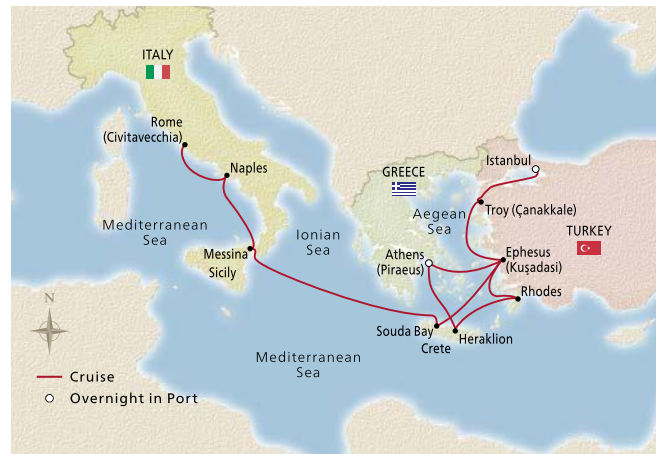 ITALY
Rome
(Civitavecchia)
Naples
GREECE
Istanbul
Mediterranean
Sea
Ionian
Sea
Aegean
Sea
Troy (Çanakkale)
TURKEY
Messina
Sicily
Athens
(Piraeus)
Ephesus
(Kuşadasi)
Rhodes
N
Souda Bay
Crete
Heraklion
Mediterranean
Sea
Cruise
Overnight in Port